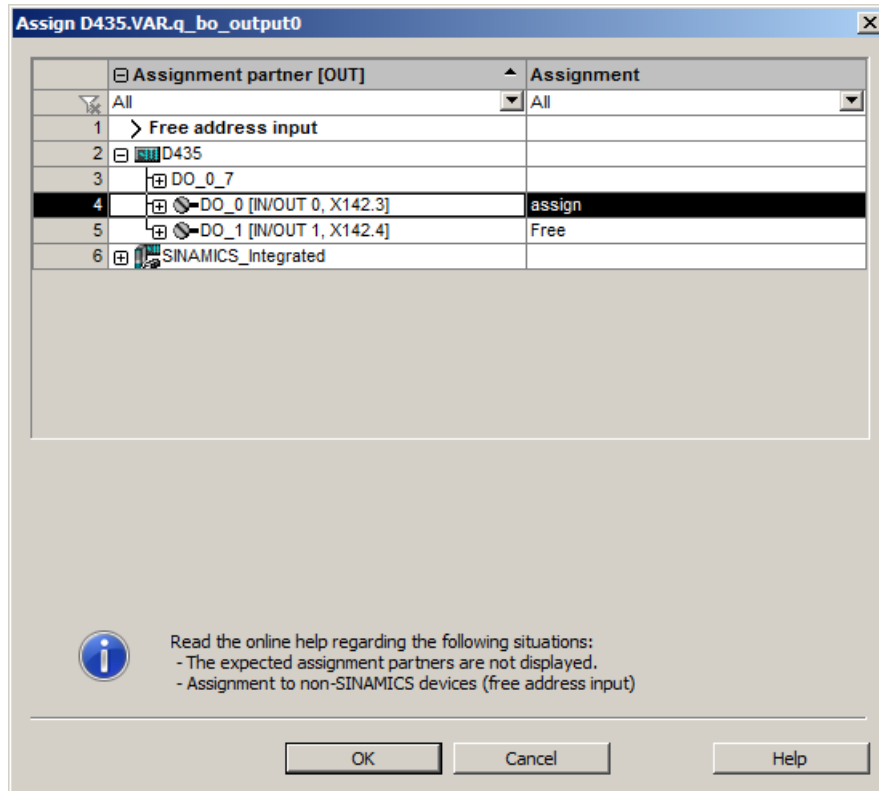 Assign D435.VAR.q_bo_output0
Assignment partner [OUT] Assignment
All All
1 Free address input
2 D435
3 DO_0_7
4 DO_0 [IN/OUT 0, X142.3] assign
5 DO_1 [IN/OUT 1, X142.4] Free
6 SINAMICS_Integrated
Read the online help regarding the following situations:
- The expected assignment partners are not displayed.
- Assignment to non-SINAMICS devices (free address input)
OK Cancel Help